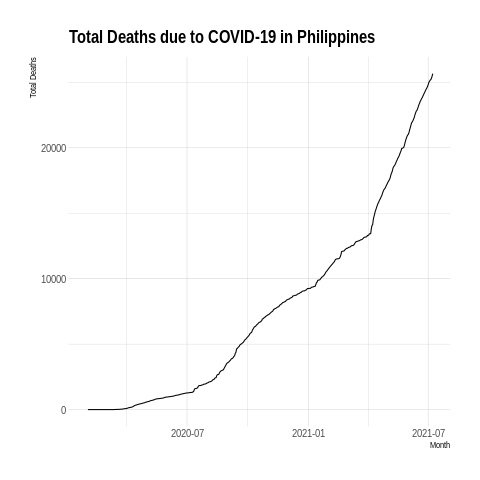 Total Deaths due to COVID-19 in Philippines
Total Deaths
20000
10000
0
2020-07 2021-01 2021-07
Month